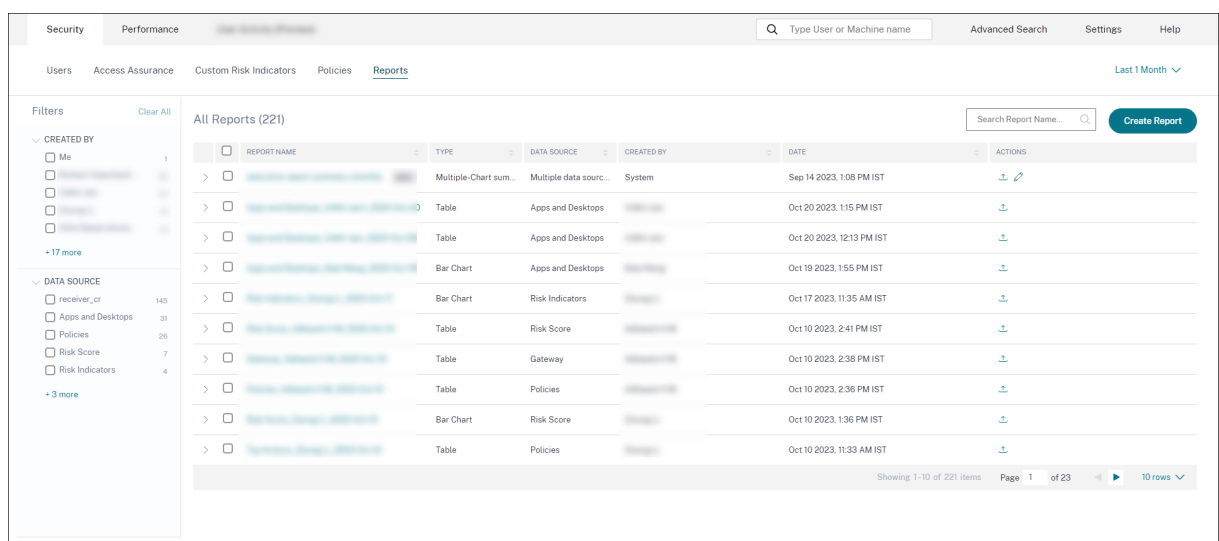 Security Performance Type User or Machine name Advanced Search Settings Help
Users Access Assurance Custom Risk Indicators Policies Reports Last 1 Month
Filters Clear All
All Reports (221) Search Report Name... Create Report
CREATED BY
Me 1
+ 17 more
DATA SOURCE
receiver_cr 145
Apps and Desktops 31
Policies 26
Risk Score 7
Risk Indicators 4
+ 3 more
REPORT NAME TYPE DATA SOURCE CREATED BY DATE ACTIONS
Multiple-Chart sum... Multiple data sourc... System Sep 14 2023, 1:08 PM IST
Table Apps and Desktops Oct 20 2023, 1:15 PM IST
Table Apps and Desktops Oct 20 2023, 12:13 PM IST
Bar Chart Apps and Desktops Oct 19 2023, 1:55 PM IST
Bar Chart Risk Indicators Oct 17 2023, 11:35 AM IST
Table Risk Score Oct 10 2023, 2:41 PM IST
Table Gateway Oct 10 2023, 2:38 PM IST
Table Policies Oct 10 2023, 2:36 PM IST
Bar Chart Risk Score Oct 10 2023, 1:36 PM IST
Table Policies Oct 10 2023, 11:33 AM IST
Showing 1-10 of 221 items Page 1 of 23 10 rows